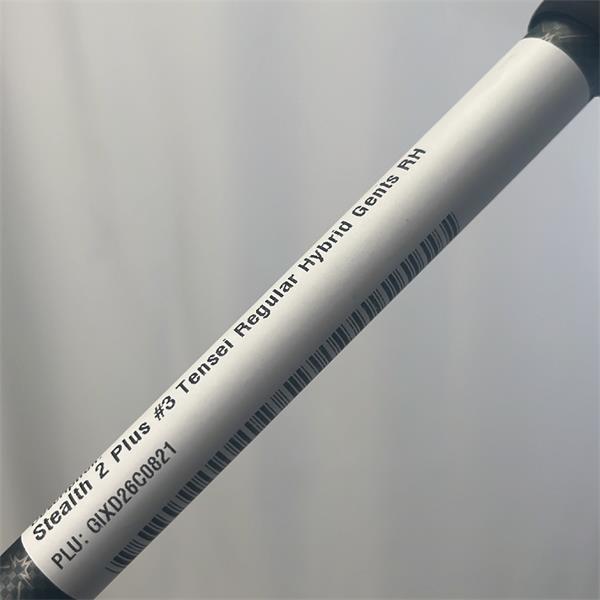 Stealth 2 Plus #3 Tensei Regular Hybrid Gents RH
PLU: GIXD26C0821